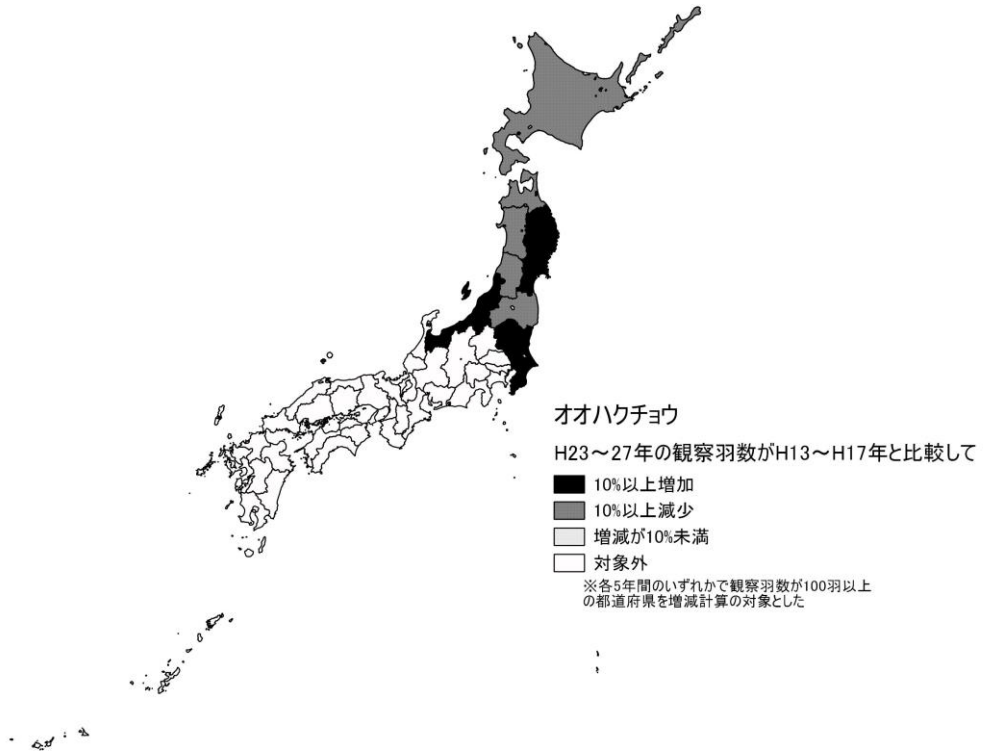 オオハクチョウ
H23～27年の観察羽数がH13～H17年と比較して
10%以上増加
10%以上減少
増減が10%未満
対象外
※各5年間のいずれかで観察羽数が100羽以上
の都道府県を増減計算の対象とした